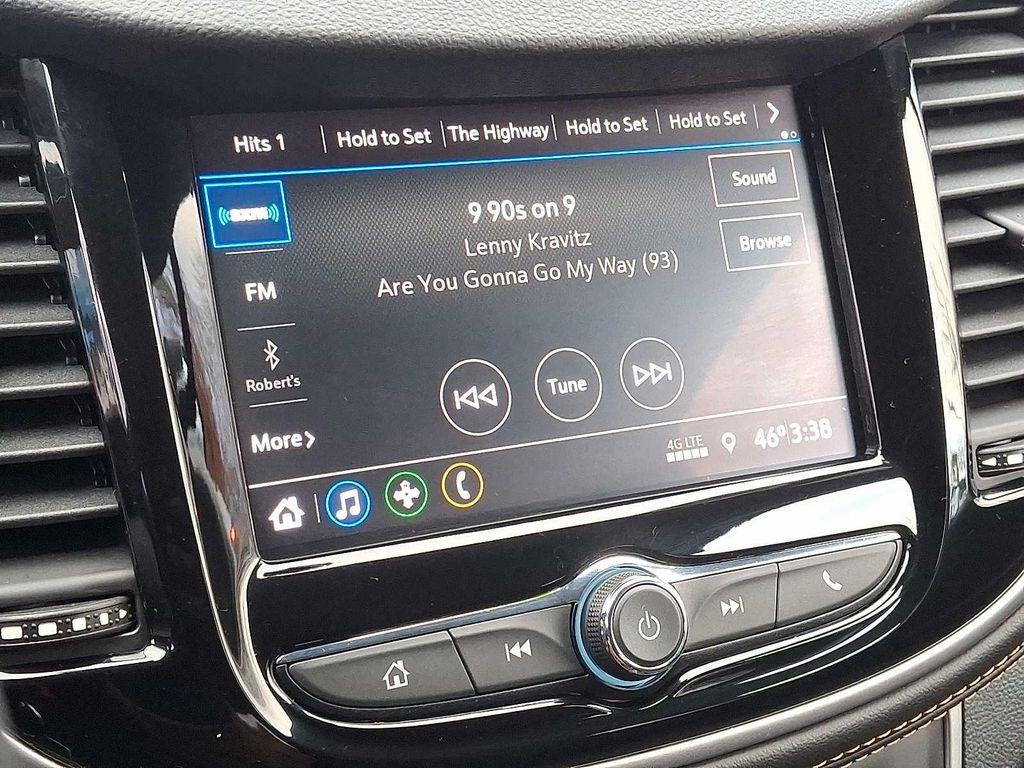 Hits 1 Hold to Set The Highway Hold to Set Hold to Set
SXM
9 90s on 9
Lenny Kravitz
Are You Gonna Go My Way (93)
Sound
Browse
FM
Robert's
More
Tune
4G LTE
46° 3:38